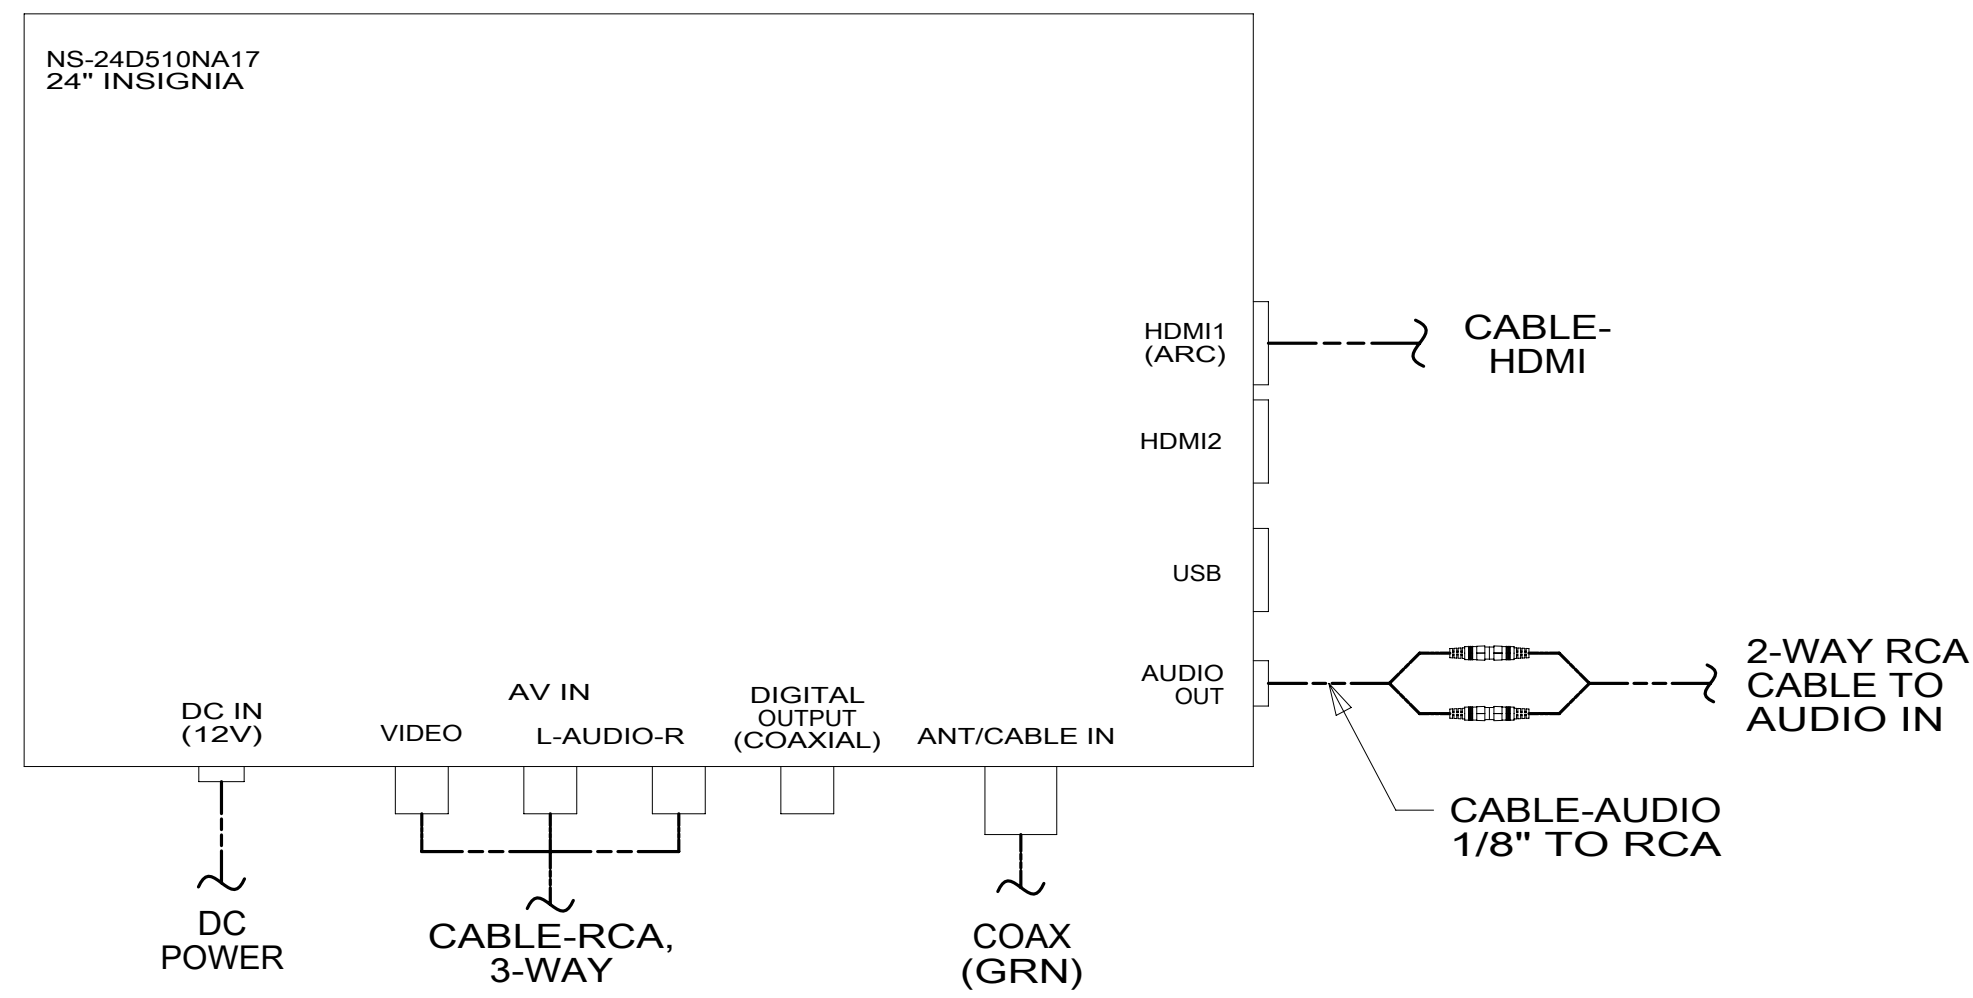 NS-24D510NA17
24" INSIGNIA
HDMI1
(ARC)
CABLE-
HDMI
HDMI2
USB
AUDIO
OUT
2-WAY RCA
CABLE TO
AUDIO IN
CABLE-AUDIO
1/8" TO RCA
DC IN
(12V)
AV IN
VIDEO
L-AUDIO-R
DIGITAL
OUTPUT
(COAXIAL)
ANT/CABLE IN
DC
POWER
CABLE-RCA,
3-WAY
COAX
(GRN)